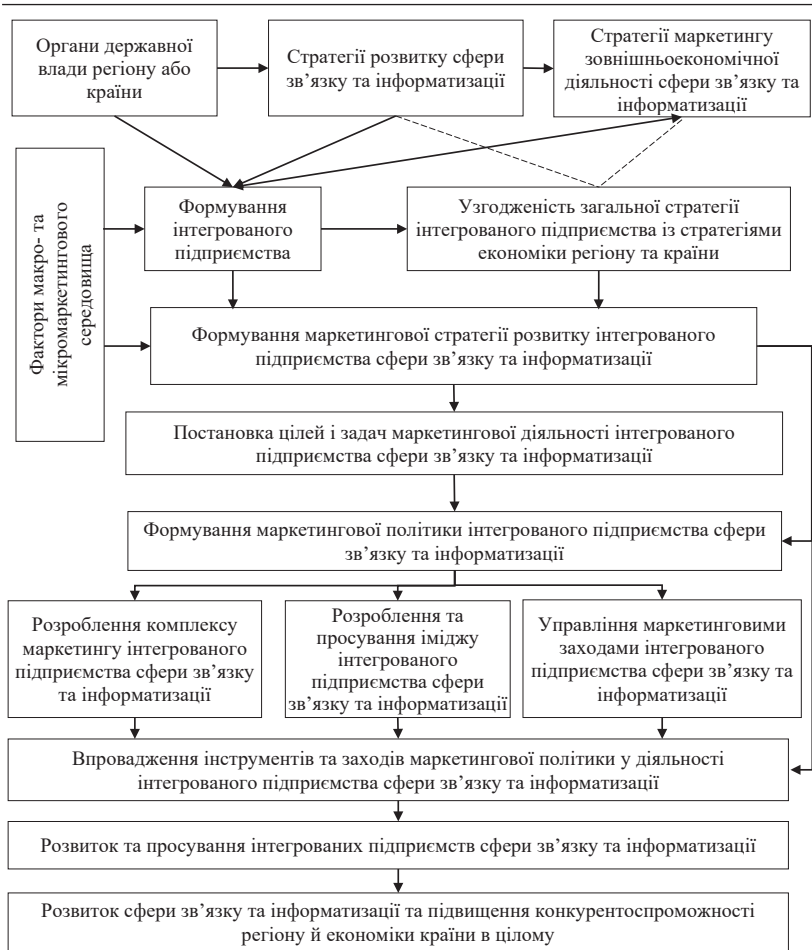 Органи державної
влади регіону або
країни
Стратегії розвитку сфери
зв’язку та інформатизації
Стратегії маркетингу
зовнішньоекономічної
діяльності сфери зв’язку та
інформатизації
Фактори макро- та
мікромаркетингового
середовища
Формування
інтегрованого
підприємства
Узгодженість загальної стратегії
інтегрованого підприємства із стратегіями
економіки регіону та країни
Формування маркетингової стратегії розвитку інтегрованого
підприємства сфери зв’язку та інформатизації
Постановка цілей і задач маркетингової діяльності інтегрованого
підприємства сфери зв’язку та інформатизації
Формування маркетингової політики інтегрованого підприємства сфери
зв’язку та інформатизації
Розроблення комплексу
маркетингу інтегрованого
підприємства сфери зв’язку
та інформатизації
Розроблення та
просування іміджу
інтегрованого
підприємства сфери
зв’язку та інформатизації
Управління маркетинговими
заходами інтегрованого
підприємства сфери зв’язку та
інформатизації
Впровадження інструментів та заходів маркетингової політики у діяльності
інтегрованого підприємства сфери зв’язку та інформатизації
Розвиток та просування інтегрованих підприємств сфери зв’язку та інформатизації
Розвиток сфери зв’язку та інформатизації та підвищення конкурентоспроможності
регіону й економіки країни в цілому